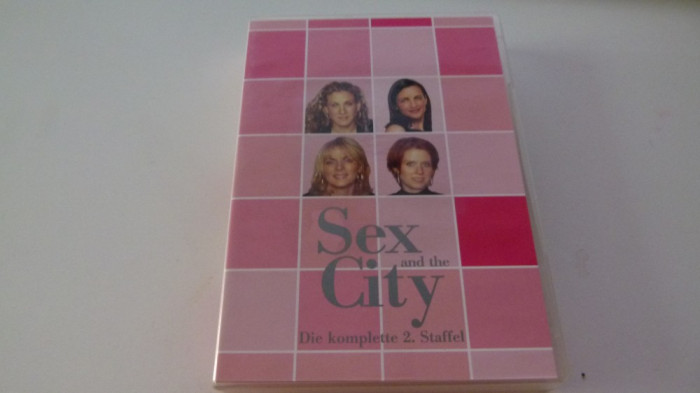 Sex
and the
City
Die komplette 2. Staffel